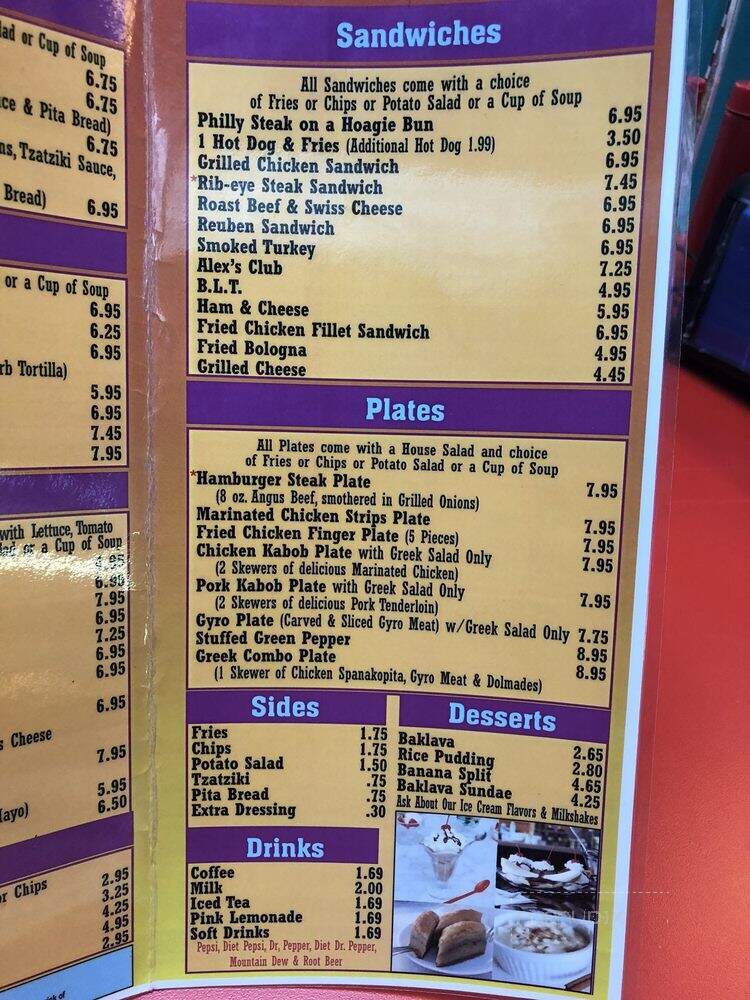 lad or Cup of Soup
6.75
6.75
ce & Pita Bread)
6.75
ns, Tzatziki Sauce,
Bread)
6.95
or a Cup of Soup
6.95
6.25
6.95
rb Tortilla)
5.95
6.95
7.45
7.95
with Lettuce, Tomato
lad or a Cup of Soup
4.95
6.95
7.95
6.95
7.25
6.95
6.95
6.95
s Cheese
7.95
5.95
Mayo)
6.50
or Chips
2.95
3.25
4.25
4.95
2.95
Sandwiches
All Sandwiches come with a choice
of Fries or Chips or Potato Salad or a Cup of Soup
Philly Steak on a Hoagie Bun 6.95
1 Hot Dog & Fries (Additional Hot Dog 1.99) 3.50
Grilled Chicken Sandwich 6.95
*Rib-eye Steak Sandwich 7.45
Roast Beef & Swiss Cheese 6.95
Reuben Sandwich 6.95
Smoked Turkey 6.95
Alex's Club 7.25
B.L.T. 4.95
Ham & Cheese 5.95
Fried Chicken Fillet Sandwich 6.95
Fried Bologna 4.95
Grilled Cheese 4.45
Plates
All Plates come with a House Salad and choice
of Fries or Chips or Potato Salad or a Cup of Soup
*Hamburger Steak Plate 7.95
(8 oz. Angus Beef, smothered in Grilled Onions)
Marinated Chicken Strips Plate 7.95
Fried Chicken Finger Plate (5 Pieces) 7.95
Chicken Kabob Plate with Greek Salad Only 7.95
(2 Skewers of delicious Marinated Chicken)
Pork Kabob Plate with Greek Salad Only 7.95
(2 Skewers of delicious Pork Tenderloin)
Gyro Plate (Carved & Sliced Gyro Meat) w/Greek Salad Only 7.75
Stuffed Green Pepper 8.95
Greek Combo Plate 8.95
(1 Skewer of Chicken Spanakopita, Gyro Meat & Dolmades)
Sides
Fries 1.75
Chips 1.75
Potato Salad 1.50
Tzatziki .75
Pita Bread .75
Extra Dressing .30
Drinks
Coffee 1.69
Milk 2.00
Iced Tea 1.69
Pink Lemonade 1.69
Soft Drinks 1.69
Pepsi, Diet Pepsi, Dr. Pepper, Diet Dr. Pepper,
Mountain Dew & Root Beer
Desserts
Baklava 2.65
Rice Pudding 2.80
Banana Split 4.65
Baklava Sundae 4.25
Ask About Our Ice Cream Flavors & Milkshakes